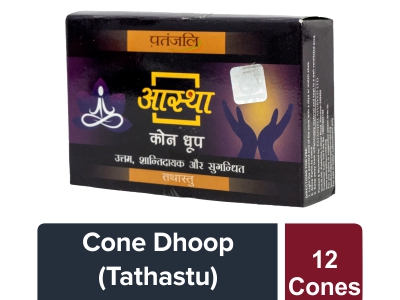 पतंजलि
आस्था
कोन धूप
उत्तम, शान्तिदायक और सुगन्धित
तथास्तु
Cone Dhoop
(Tathastu)
12
Cones